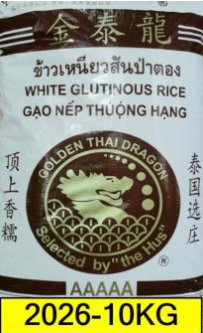 金泰龍
ข้าวเหนียวสันป่าตอง
WHITE GLUTINOUS RICE
GẠO NẾP THƯỢNG HẠNG
顶上香糯
泰国选庄
GOLDEN THAI DRAGON
Selected by "the Hus"
®
AAAAA
2026-10KG